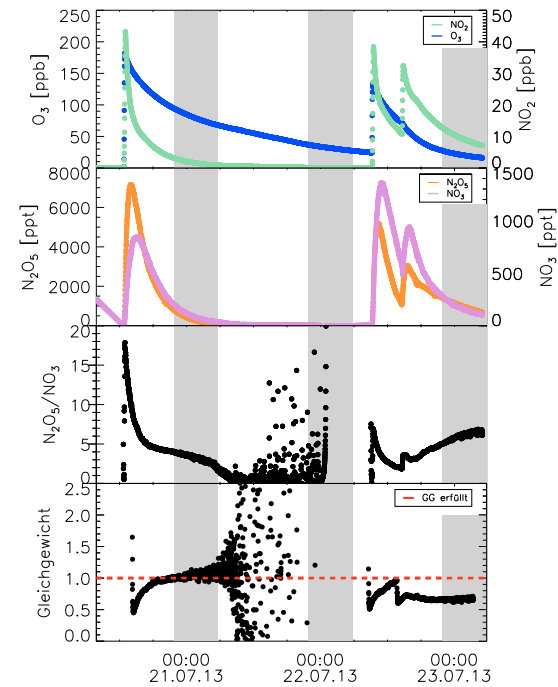 250
200
150
100
50
0
O₃ [ppb]
50
40
30
20
10
0
NO₂ [ppb]
NO₂
O₃
8000
6000
4000
2000
0
N₂O₅ [ppt]
1500
1000
500
0
NO₃ [ppt]
N₂O₅
NO₃
20
15
10
5
0
N₂O₅/NO₃
2.5
2.0
1.5
1.0
0.5
0.0
Gleichgewicht
GG erfüllt
00:00 00:00 00:00
21.07.13 22.07.13 23.07.13